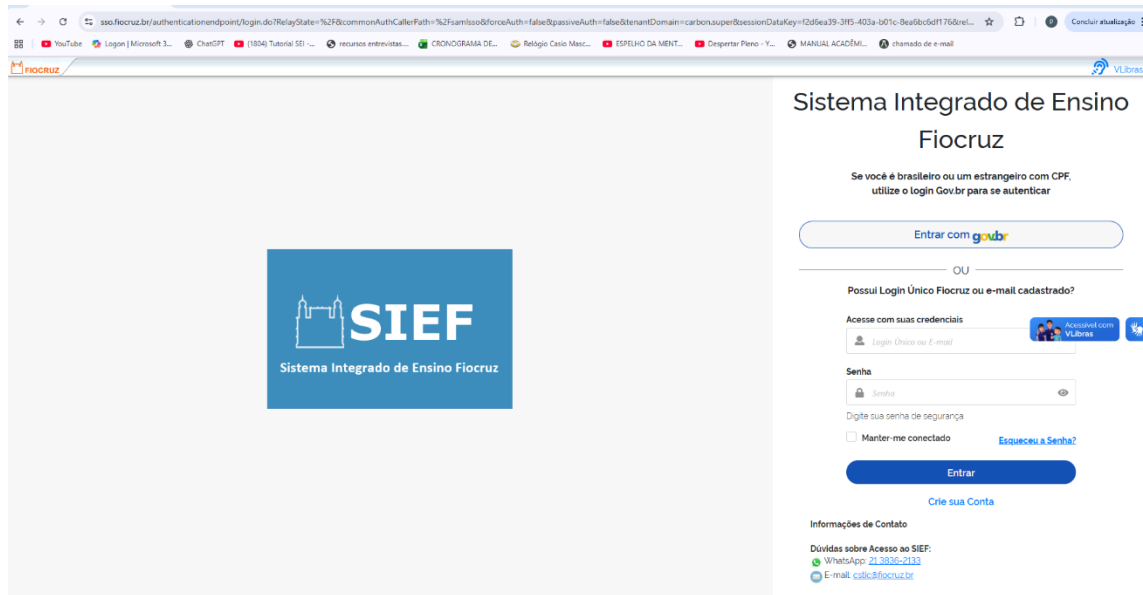 sso.fiocruz.br/authenticationendpoint/login.do?RelayState=%2F&commonAuthCallerPath=%2Fsamlsso&forceAuth=false&passiveAuth=false&tenantDomain=carbon.super&sessionDataKey=f2d6ea39-3ff5-403a-b01c-8ea6bc6df176&rel...
Concluir atualização
YouTube
Logon | Microsoft 3...
ChatGPT
(1804) Tutorial SEI -...
recursos entrevistas...
CRONOGRAMA DE...
Relógio Casio Masc...
ESPELHO DA MENT...
Despertar Pleno - Y...
MANUAL ACADÊMI...
chamado de e-mail
FIOCRUZ
VLibras
SIEF
Sistema Integrado de Ensino Fiocruz
Sistema Integrado de Ensino
Fiocruz
Se você é brasileiro ou um estrangeiro com CPF,
utilize o login Gov.br para se autenticar
Entrar com gov.br
OU
Possui Login Único Fiocruz ou e-mail cadastrado?
Acesse com suas credenciais
Login Único ou E-mail
Acessível com
VLibras
Senha
Senha
Digite sua senha de segurança
Manter-me conectado
Esqueceu a Senha?
Entrar
Crie sua Conta
Informações de Contato
Dúvidas sobre Acesso ao SIEF:
WhatsApp: 21 3836-2133
E-mail: cstic@fiocruz.br